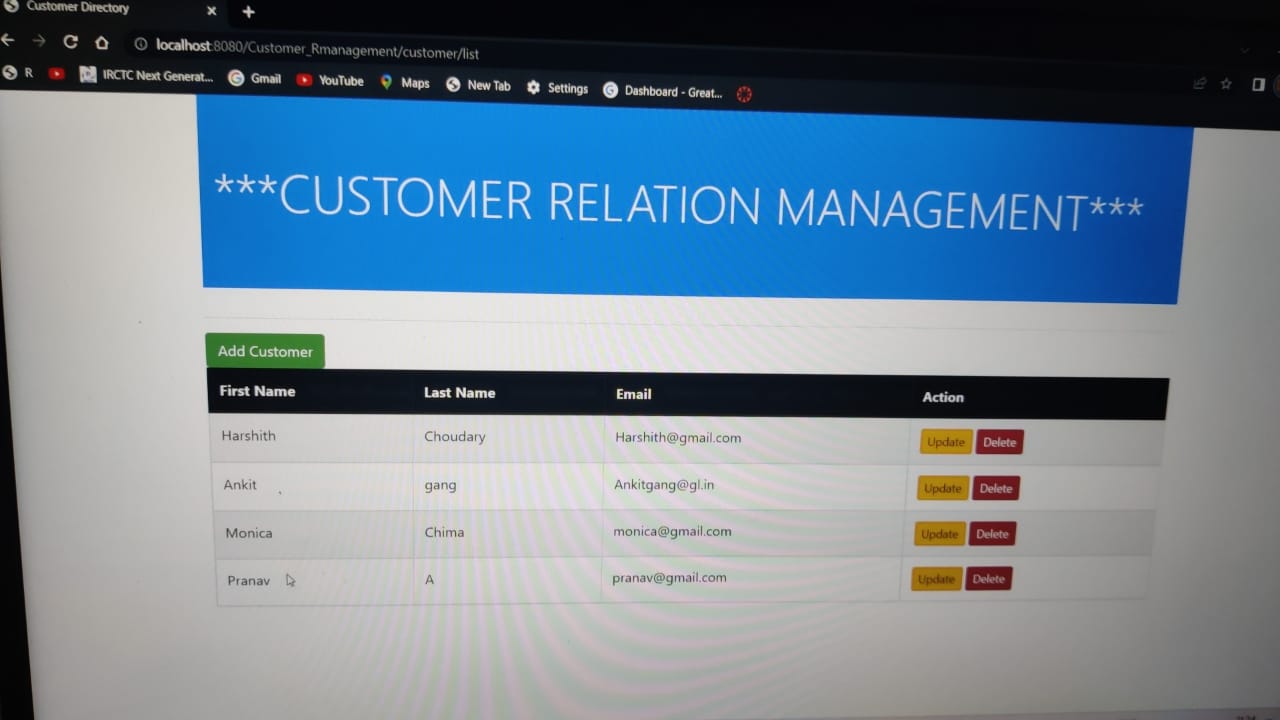 Customer Directory
localhost:8080/Customer_Rmanagement/customer/list
R IRCTC Next Generat... Gmail YouTube Maps New Tab Settings Dashboard - Great...
***CUSTOMER RELATION MANAGEMENT***
Add Customer
First Name Last Name Email Action
Harshith Choudary Harshith@gmail.com Update Delete
Ankit gang Ankitgang@gl.in Update Delete
Monica Chima monica@gmail.com Update Delete
Pranav A pranav@gmail.com Update Delete